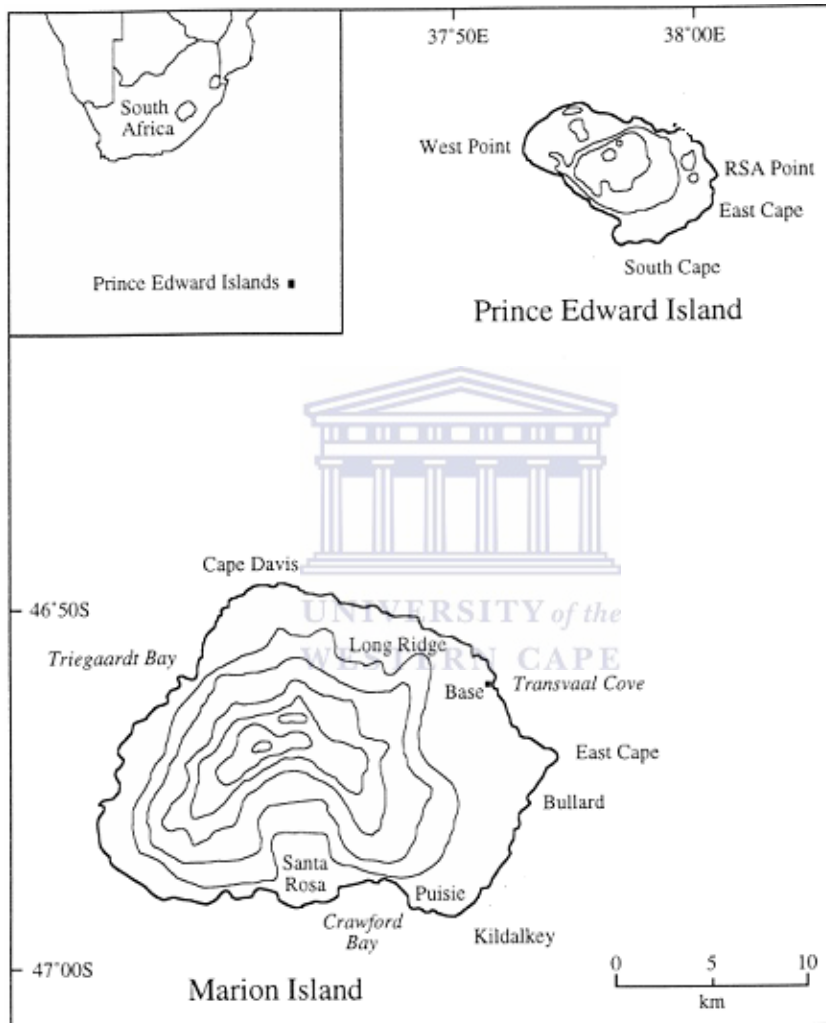 37°50E
38°00E
South
Africa
Prince Edward Islands
West Point
RSA Point
East Cape
South Cape
Prince Edward Island
Cape Davis
46°50S
UNIVERSITY of the
Long Ridge
Triegaardt Bay
WESTERN CAPE
Base
Transvaal Cove
East Cape
Bullard
Santa
Rosa
Puisie
Crawford
Bay
Kildalkey
47°00S
Marion Island
0 5 10
km